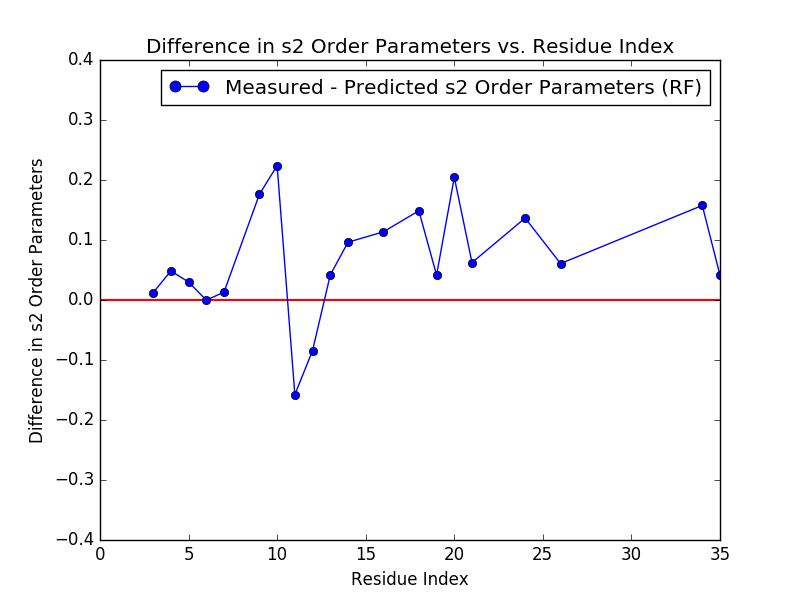 Difference in s2 Order Parameters vs. Residue Index
Measured - Predicted s2 Order Parameters (RF)
Difference in s2 Order Parameters
0.4
0.3
0.2
0.1
0.0
−0.1
−0.2
−0.3
−0.4
0 5 10 15 20 25 30 35
Residue Index